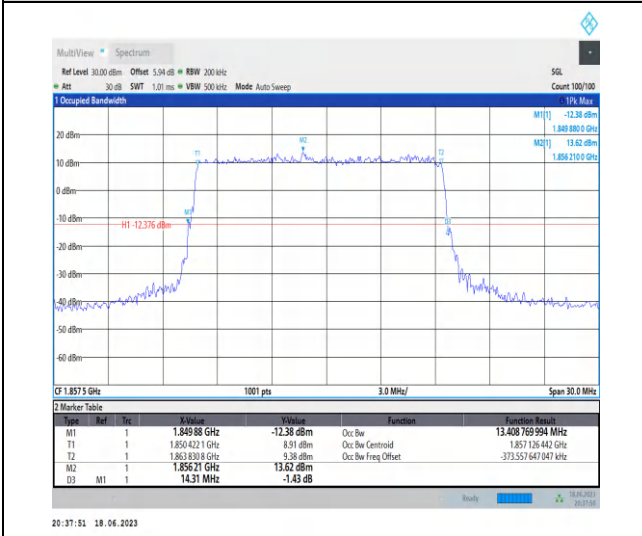 MultiView Spectrum
Ref Level 30.00 dBm Offset 5.94 dB RBW 200 kHz SGL
Att 30 dB SWT 1.01 ms VBW 500 kHz Mode Auto Sweep Count 100/100
1 Occupied Bandwidth 1Pk Max
M1[1] -12.38 dBm
1.849 880 0 GHz
M2[1] 13.62 dBm
1.856 210 0 GHz
20 dBm
M2
T1 T2
10 dBm
0 dBm
-10 dBm
M1 D3
H1 -12.376 dBm
-20 dBm
-30 dBm
-40 dBm
-50 dBm
-60 dBm
CF 1.857 5 GHz 1001 pts 3.0 MHz/ Span 30.0 MHz
2 Marker Table
Type Ref Trc X-Value Y-Value Function Function Result
M1 1 1.849 88 GHz -12.38 dBm Occ Bw 13.408 769 994 MHz
T1 1 1.850 422 1 GHz 8.91 dBm Occ Bw Centroid 1.857 126 442 GHz
T2 1 1.863 830 8 GHz 9.38 dBm Occ Bw Freq Offset -373.557 647 047 kHz
M2 1 1.856 21 GHz 13.62 dBm
D3 M1 1 14.31 MHz -1.43 dB
Ready 18.06.2023
20:37:51 18.06.2023